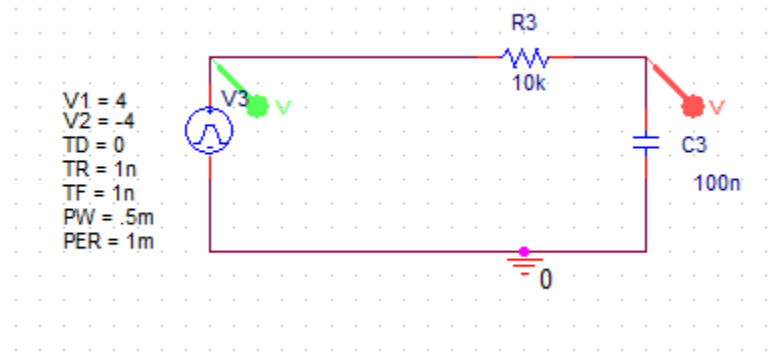 R3
10k
V1 = 4
V2 = -4
TD = 0
TR = 1n
TF = 1n
PW = .5m
PER = 1m
V3
V
V
C3
100n
0